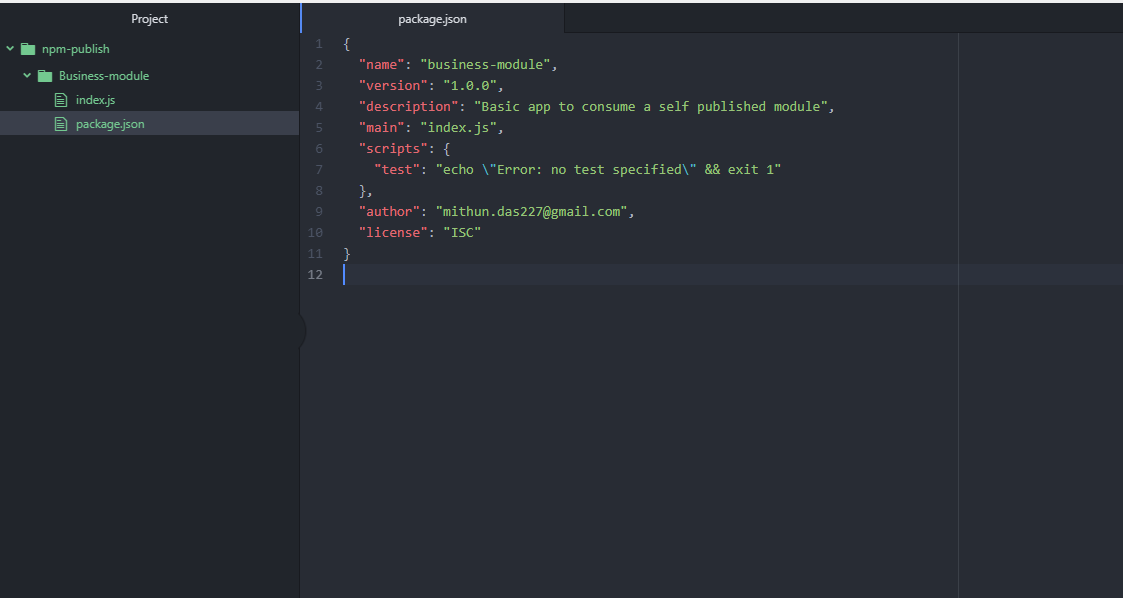 Project
npm-publish
Business-module
index.js
package.json
package.json
1 {
2 "name": "business-module",
3 "version": "1.0.0",
4 "description": "Basic app to consume a self published module",
5 "main": "index.js",
6 "scripts": {
7 "test": "echo \"Error: no test specified\" && exit 1"
8 },
9 "author": "mithun.das227@gmail.com",
10 "license": "ISC"
11 }
12